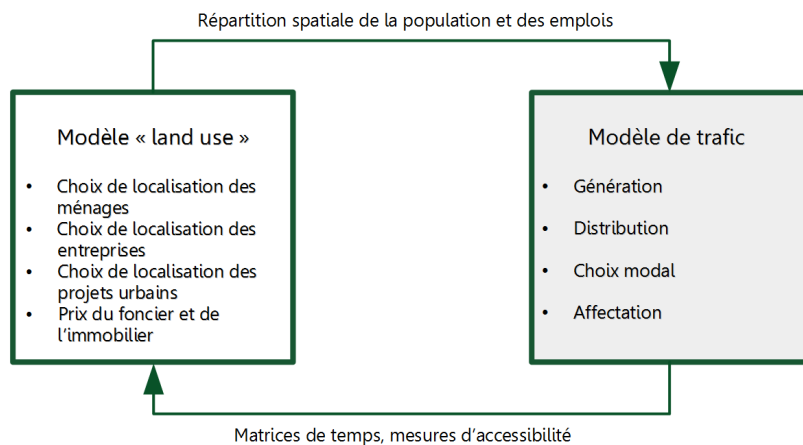 Répartition spatiale de la population et des emplois
Modèle « land use »
• Choix de localisation des
ménages
• Choix de localisation des
entreprises
• Choix de localisation des
projets urbains
• Prix du foncier et de
l’immobilier
Modèle de trafic
• Génération
• Distribution
• Choix modal
• Affectation
Matrices de temps, mesures d’accessibilité